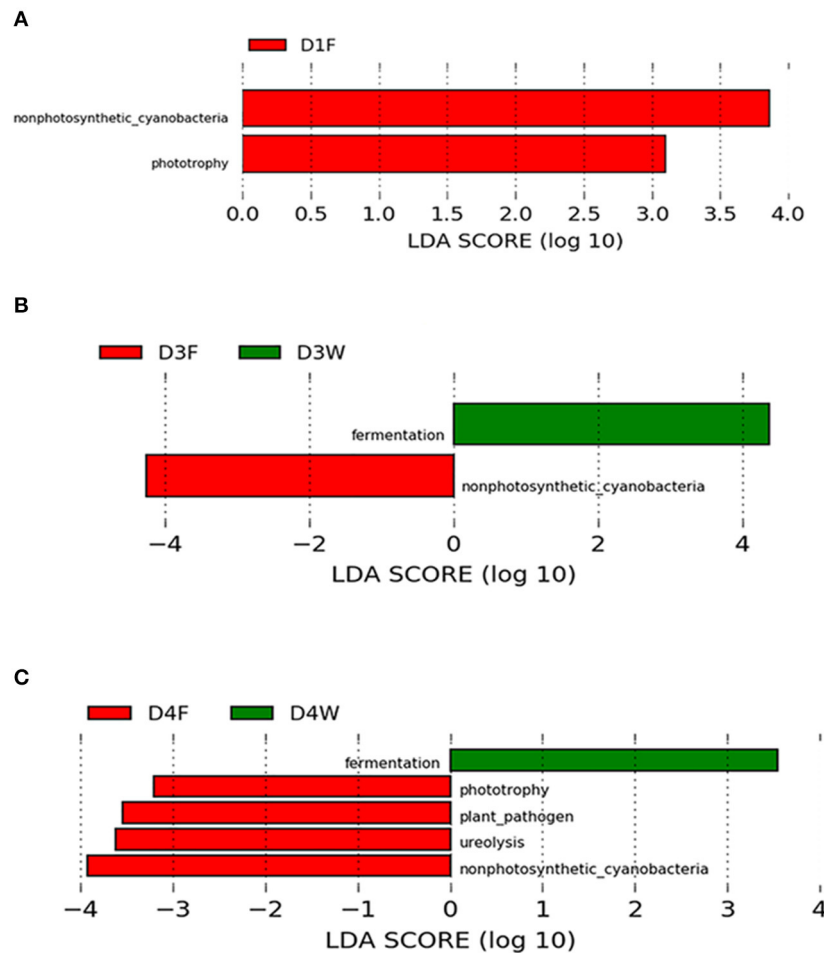 A
D1F
nonphotosynthetic_cyanobacteria
phototrophy
0.0 0.5 1.0 1.5 2.0 2.5 3.0 3.5 4.0
LDA SCORE (log 10)
B
D3F D3W
fermentation
nonphotosynthetic_cyanobacteria
−4 −2 0 2 4
LDA SCORE (log 10)
C
D4F D4W
fermentation
phototrophy
plant_pathogen
ureolysis
nonphotosynthetic_cyanobacteria
−4 −3 −2 −1 0 1 2 3 4
LDA SCORE (log 10)